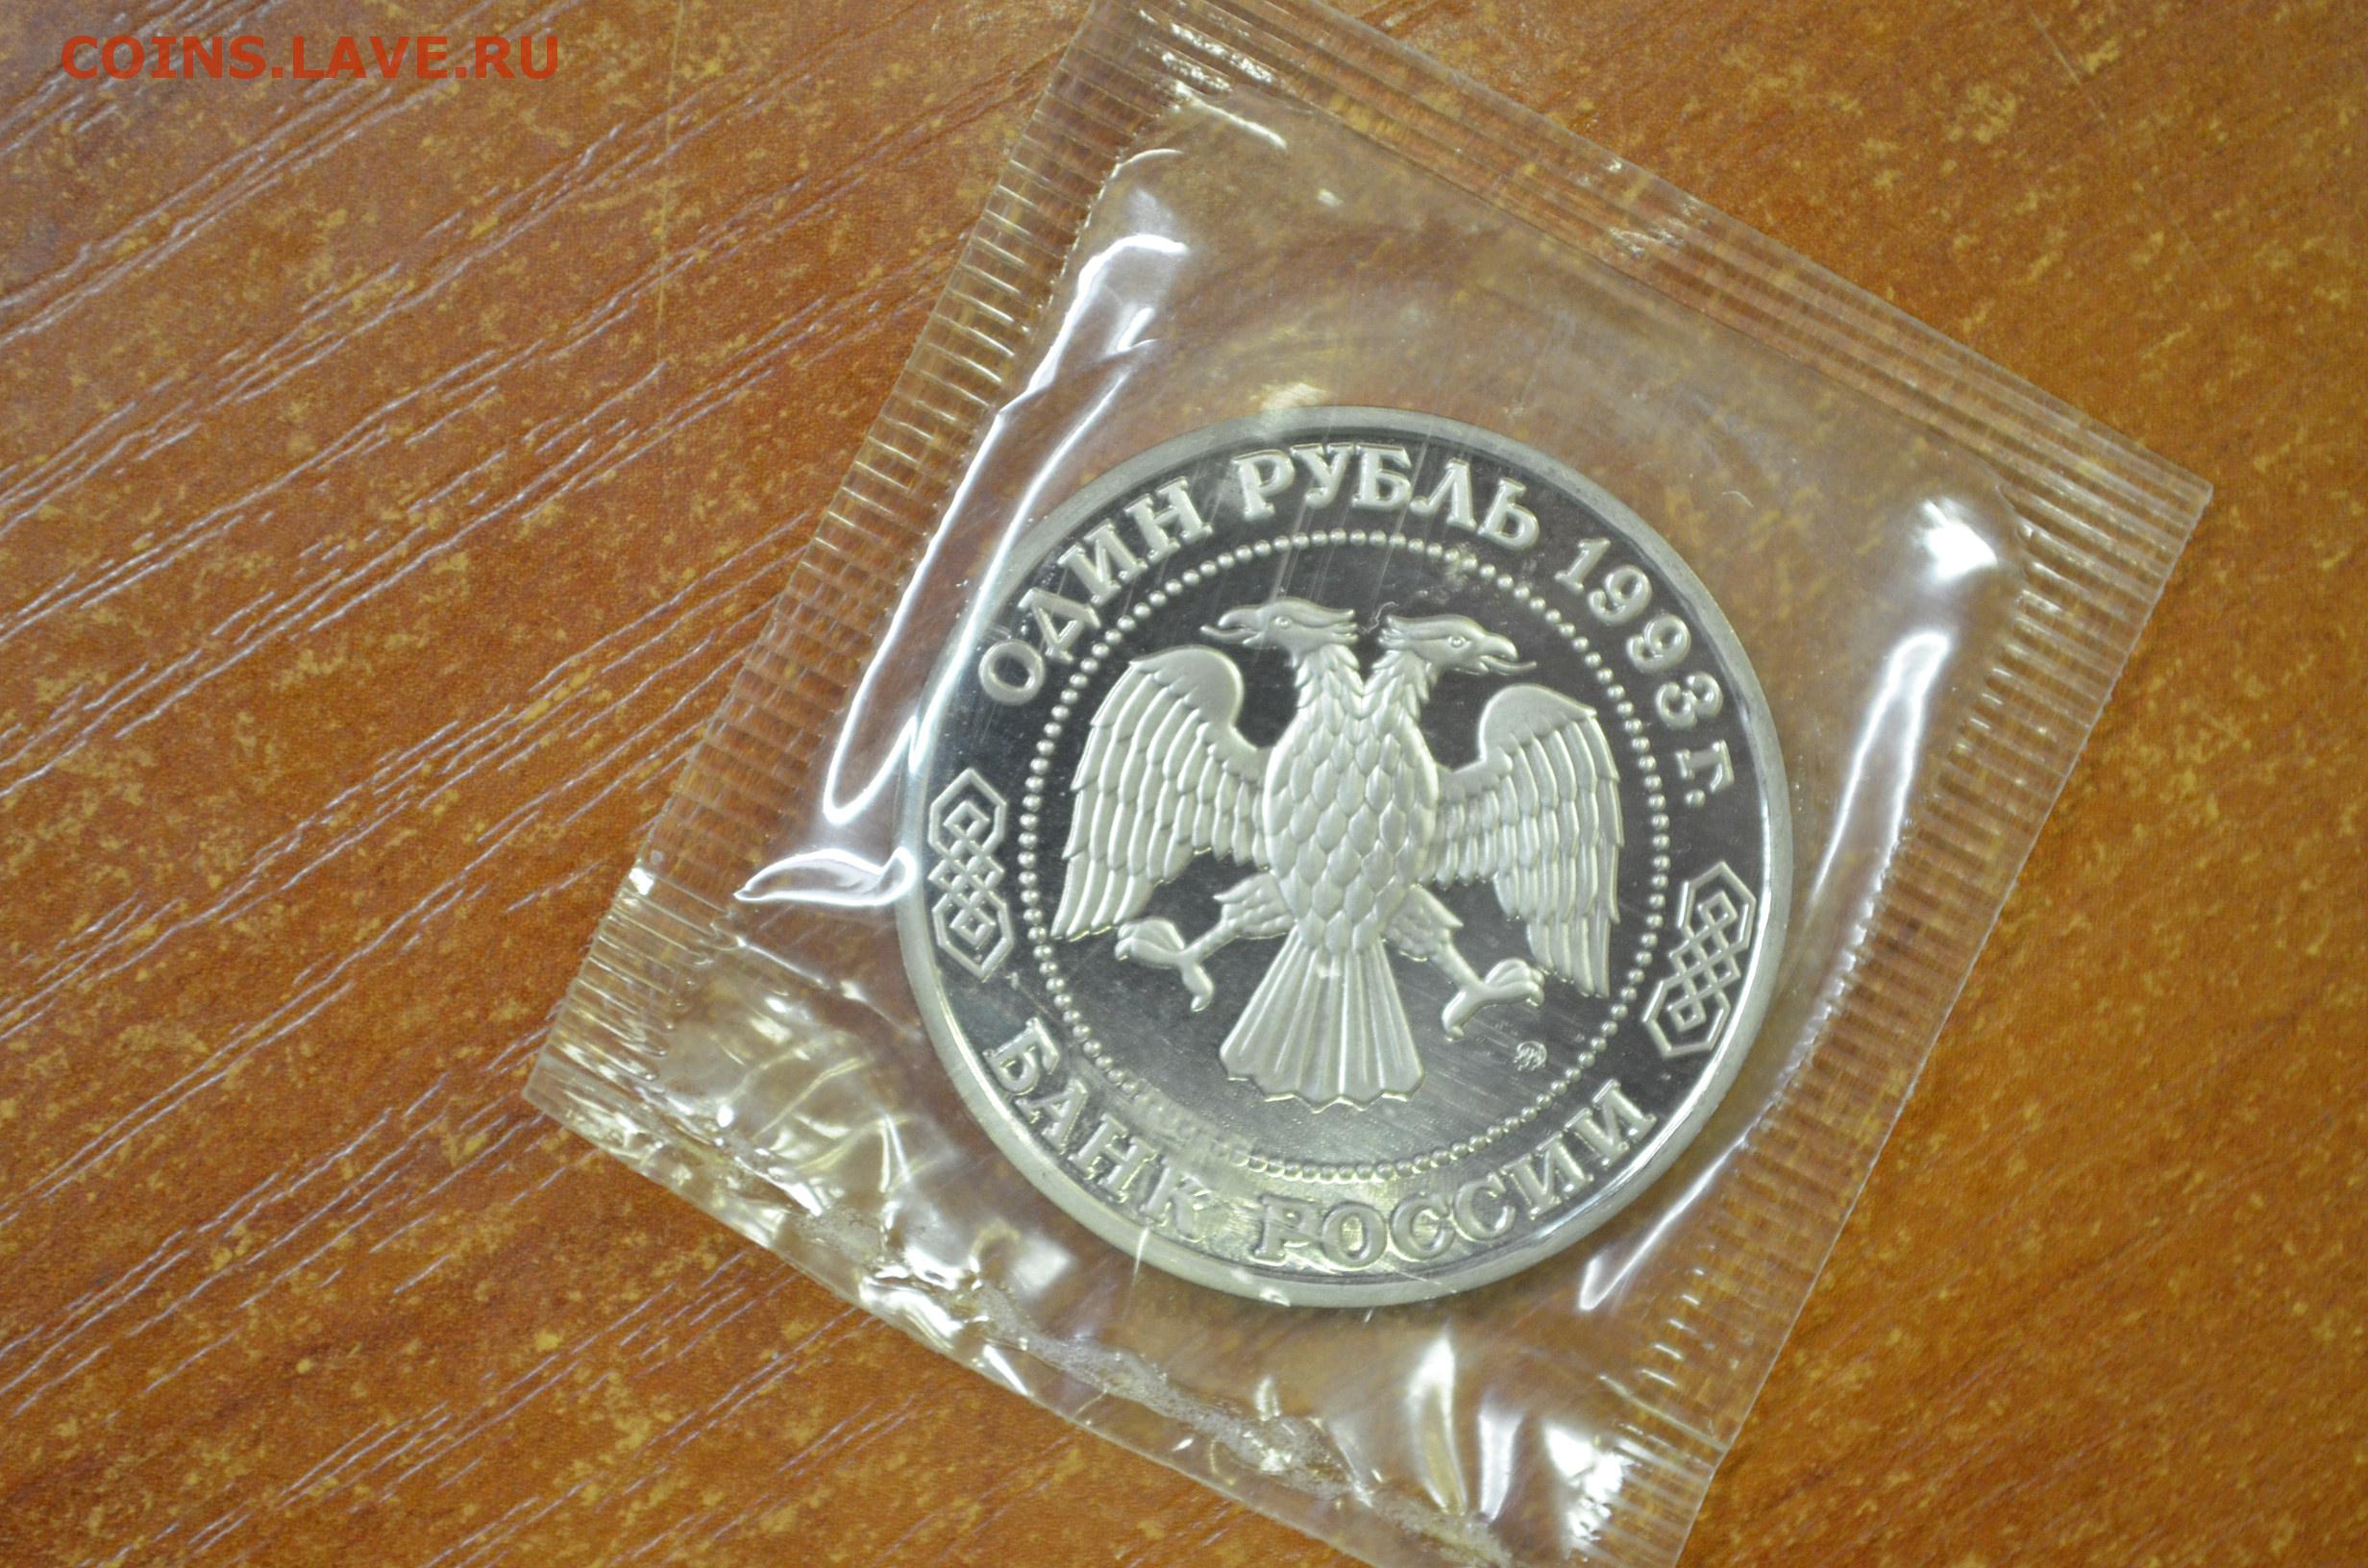 COINS.LAVE.RU
ОДИН РУБЛЬ 1993 г.
БАНК РОССИИ